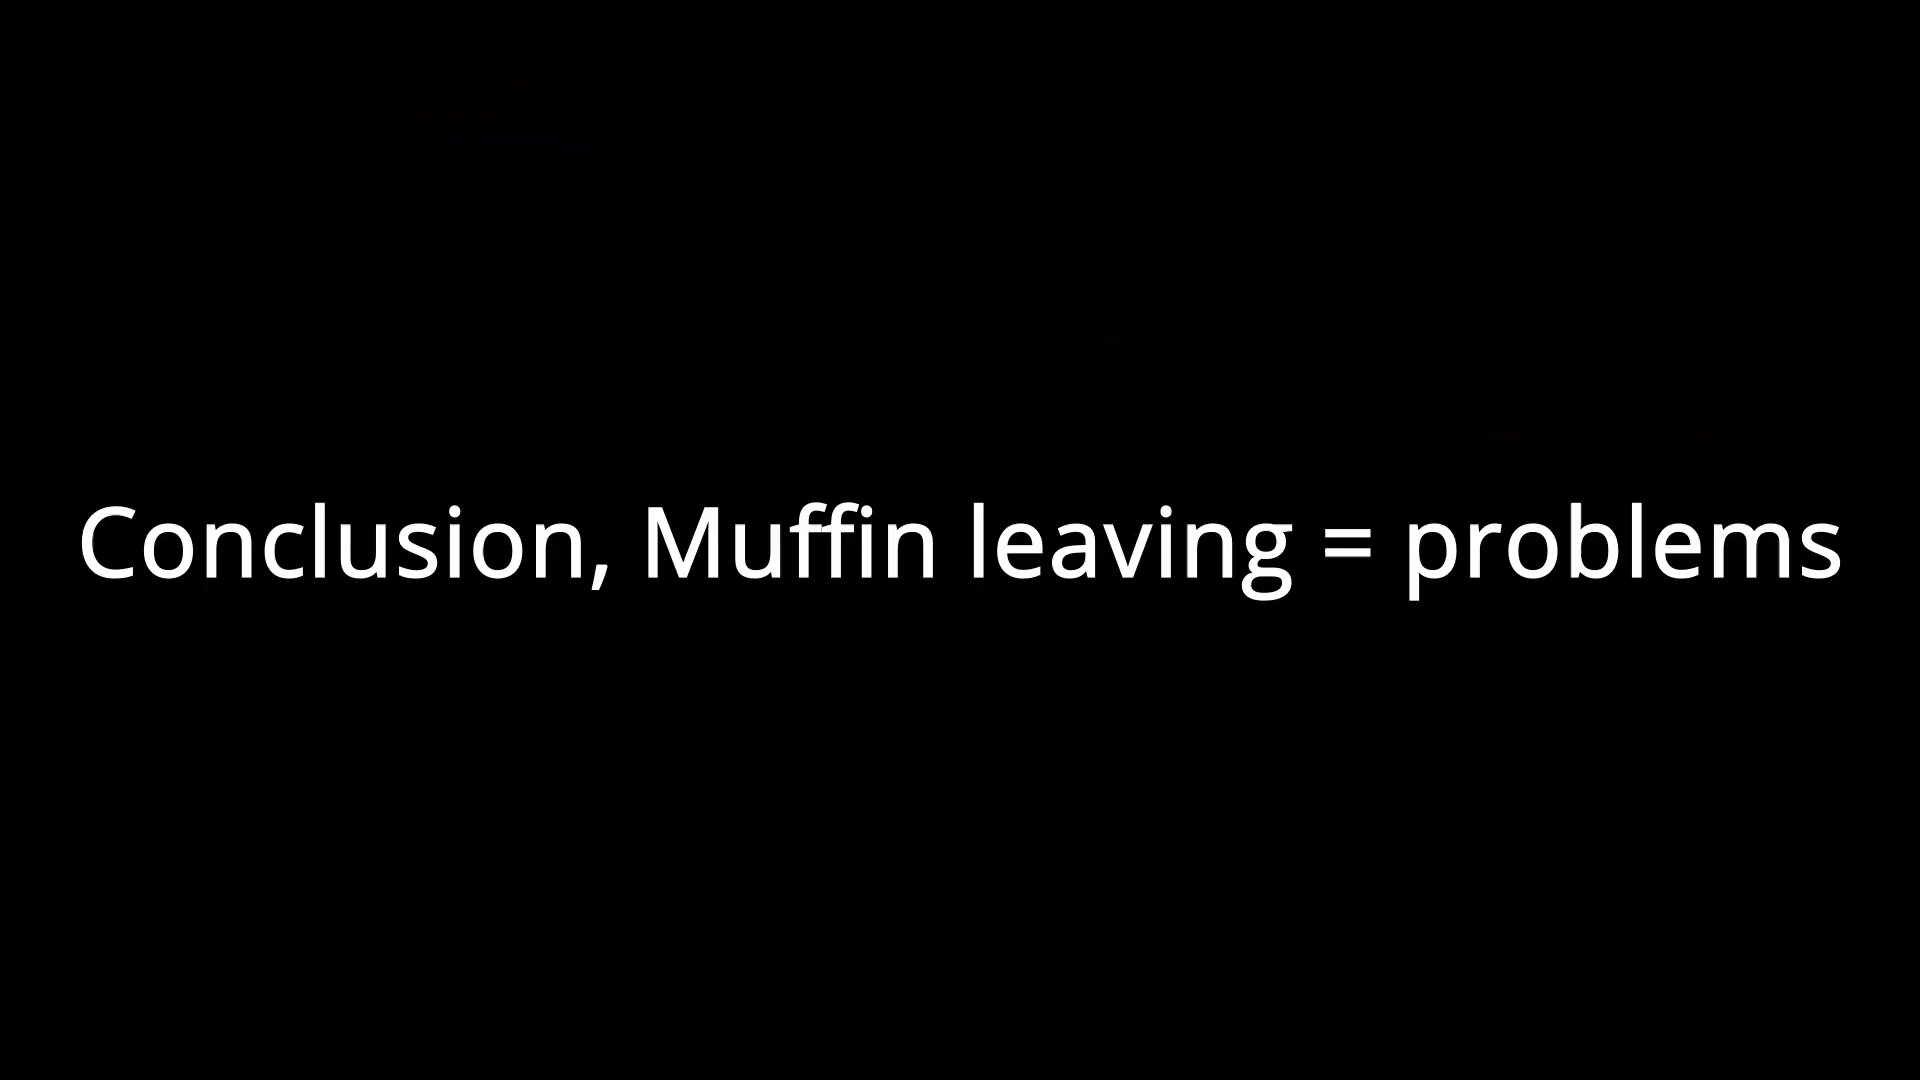 Conclusion, Muffin leaving = problems